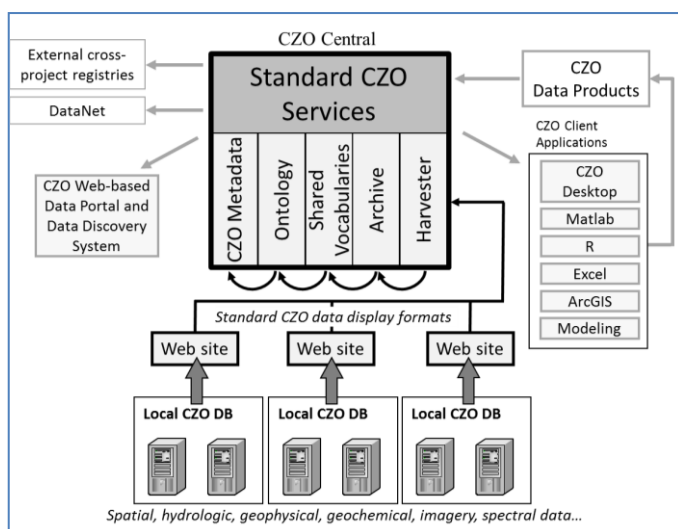 CZO Central
External cross-
project registries
DataNet
CZO Web-based
Data Portal and
Data Discovery
System
Standard CZO
Services
CZO Metadata
Ontology
Shared
Vocabularies
Archive
Harvester
CZO
Data Products
CZO Client
Applications
CZO
Desktop
Matlab
R
Excel
ArcGIS
Modeling
Standard CZO data display formats
Web site
Web site
Web site
Local CZO DB
Local CZO DB
Local CZO DB
Spatial, hydrologic, geophysical, geochemical, imagery, spectral data...